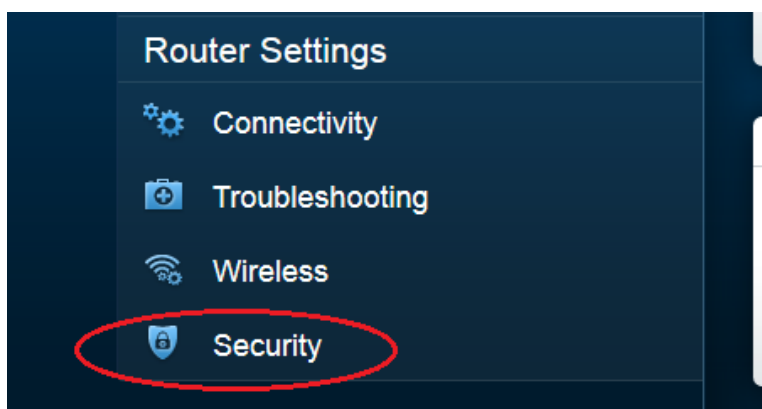 Router Settings
Connectivity
Troubleshooting
Wireless
Security